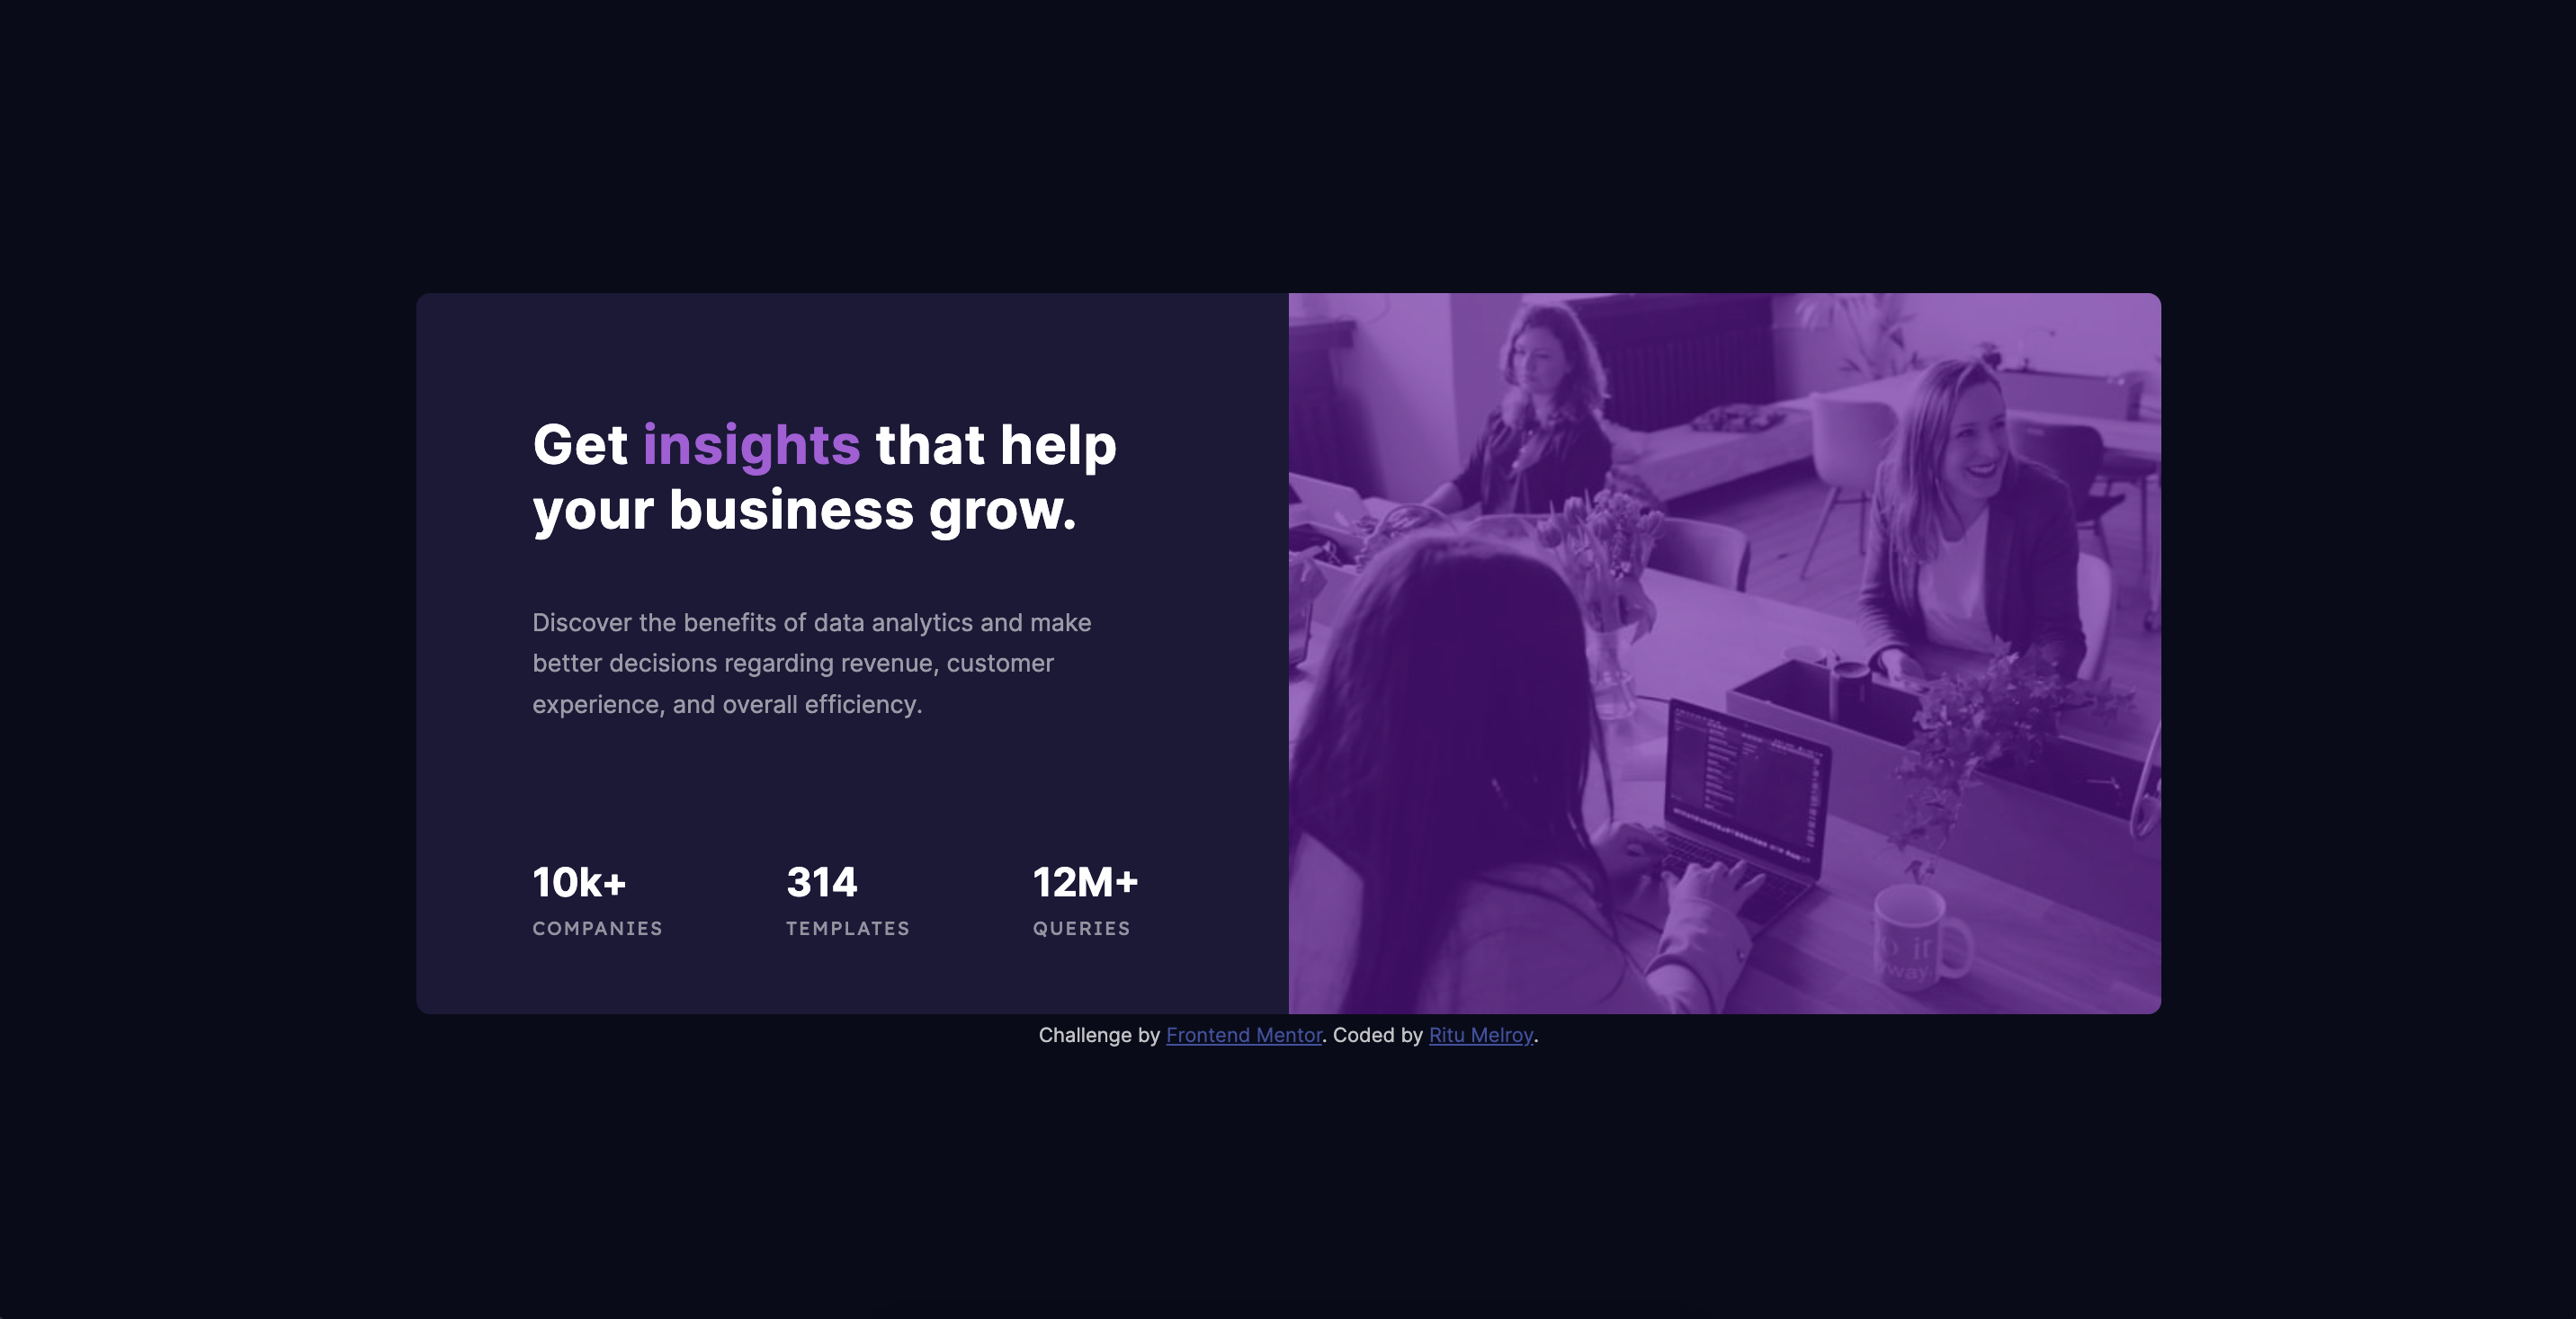 Get insights that help
your business grow.
Discover the benefits of data analytics and make
better decisions regarding revenue, customer
experience, and overall efficiency.
10k+ 314 12M+
COMPANIES TEMPLATES QUERIES
way.
Challenge by Frontend Mentor. Coded by Ritu Melroy.